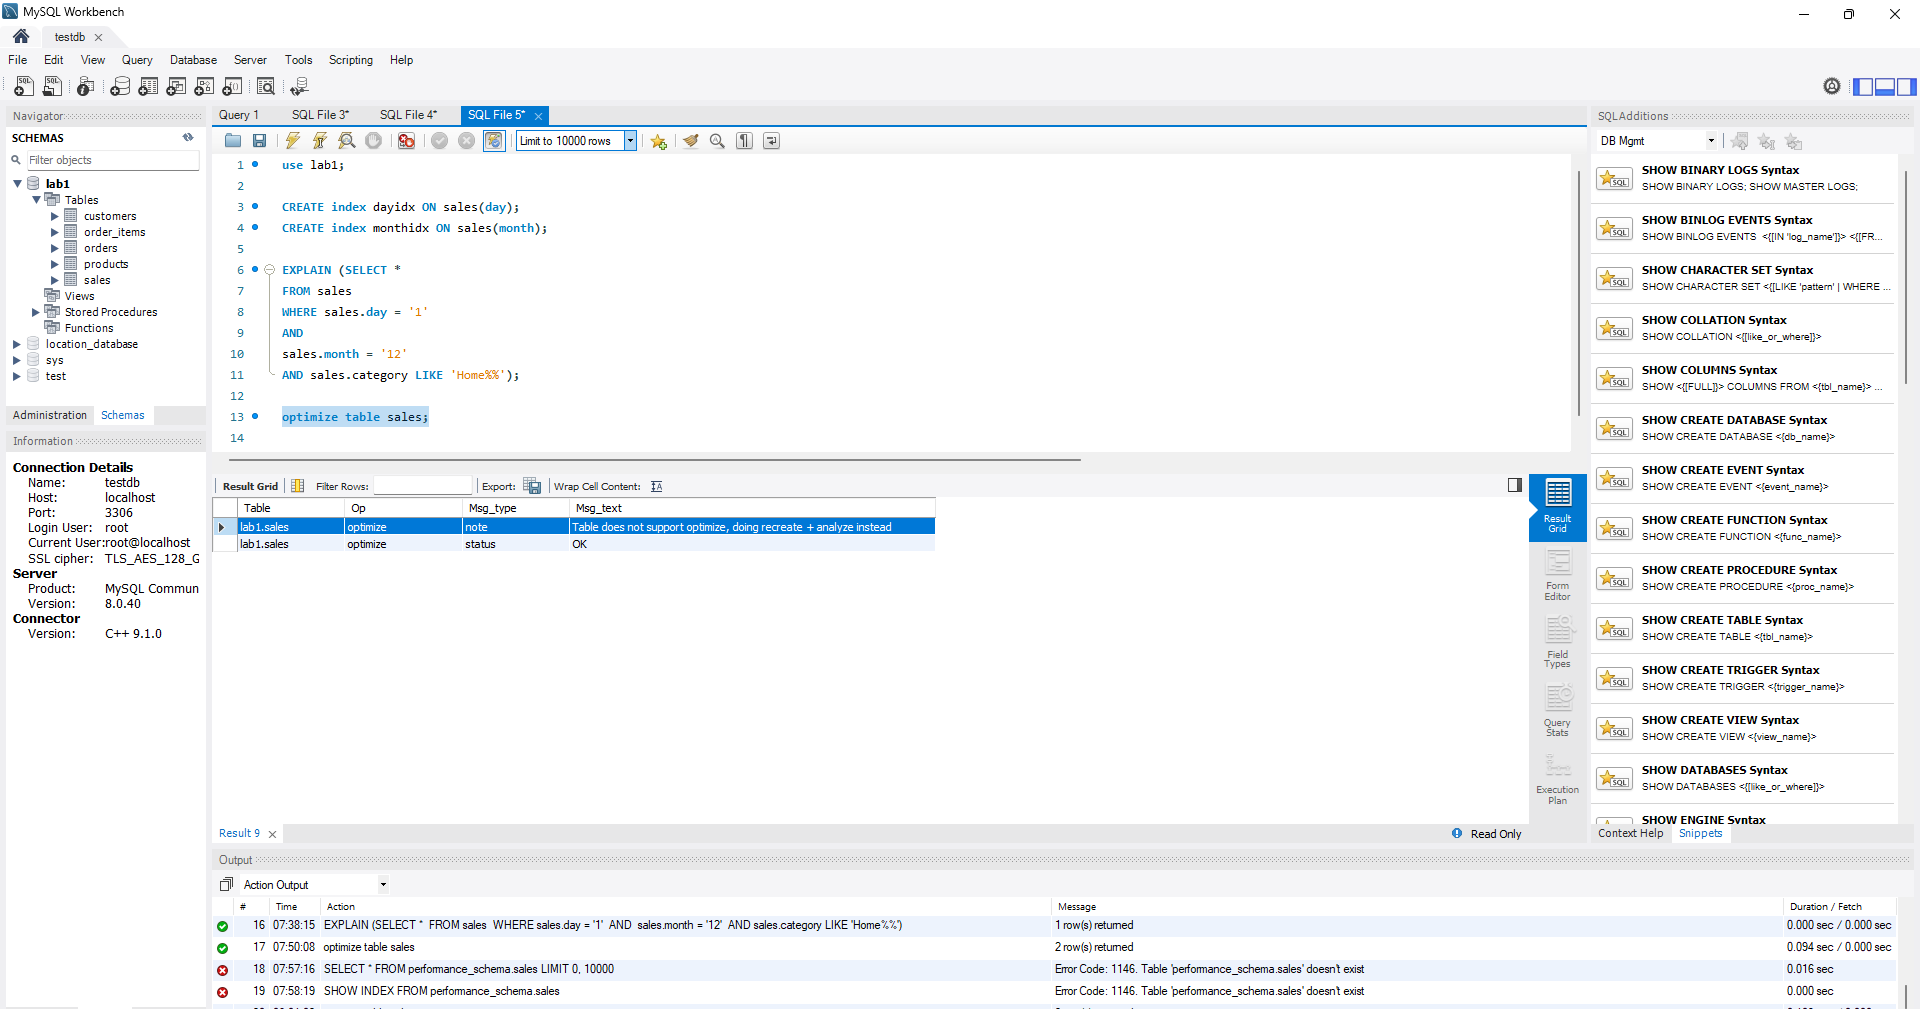 MySQL Workbench
testdb
File Edit View Query Database Server Tools Scripting Help
Navigator
SCHEMAS
Filter objects
lab1
Tables
customers
order_items
orders
products
sales
Views
Stored Procedures
Functions
location_database
sys
test
Administration Schemas
Information
Connection Details
Name: testdb
Host: localhost
Port: 3306
Login User: root
Current User:root@localhost
SSL cipher: TLS_AES_128_G
Server
Product: MySQL Commun
Version: 8.0.40
Connector
Version: C++ 9.1.0
Query 1 SQL File 3* SQL File 4* SQL File 5*
Limit to 10000 rows
1 use lab1;
2
3 CREATE index dayidx ON sales(day);
4 CREATE index monthidx ON sales(month);
5
6 EXPLAIN (SELECT *
7 FROM sales
8 WHERE sales.day = '1'
9 AND
10 sales.month = '12'
11 AND sales.category LIKE 'Home%%');
12
13 optimize table sales;
14
Result Grid Filter Rows: Export: Wrap Cell Content:
Table Op Msg_type Msg_text
lab1.sales optimize note Table does not support optimize, doing recreate + analyze instead
lab1.sales optimize status OK
Result Grid
Form Editor
Field Types
Query Stats
Execution Plan
Result 9
Read Only
Output
Action Output
# Time Action Message Duration / Fetch
16 07:38:15 EXPLAIN (SELECT * FROM sales WHERE sales.day = '1' AND sales.month = '12' AND sales.category LIKE 'Home%%') 1 row(s) returned 0.000 sec / 0.000 sec
17 07:50:08 optimize table sales 2 row(s) returned 0.094 sec / 0.000 sec
18 07:57:16 SELECT * FROM performance_schema.sales LIMIT 0, 10000 Error Code: 1146. Table 'performance_schema.sales' doesn't exist 0.016 sec
19 07:58:19 SHOW INDEX FROM performance_schema.sales Error Code: 1146. Table 'performance_schema.sales' doesn't exist 0.000 sec
SQLAdditions
DB Mgmt
SHOW BINARY LOGS Syntax
SHOW BINARY LOGS; SHOW MASTER LOGS;
SHOW BINLOG EVENTS Syntax
SHOW BINLOG EVENTS <{[IN 'log_name']}> <{[FR...
SHOW CHARACTER SET Syntax
SHOW CHARACTER SET <{[LIKE 'pattern' | WHERE ...
SHOW COLLATION Syntax
SHOW COLLATION <{[like_or_where]}>
SHOW COLUMNS Syntax
SHOW <{[FULL]}> COLUMNS FROM <{tbl_name}> ...
SHOW CREATE DATABASE Syntax
SHOW CREATE DATABASE <{db_name}>
SHOW CREATE EVENT Syntax
SHOW CREATE EVENT <{event_name}>
SHOW CREATE FUNCTION Syntax
SHOW CREATE FUNCTION <{func_name}>
SHOW CREATE PROCEDURE Syntax
SHOW CREATE PROCEDURE <{proc_name}>
SHOW CREATE TABLE Syntax
SHOW CREATE TABLE <{tbl_name}>
SHOW CREATE TRIGGER Syntax
SHOW CREATE TRIGGER <{trigger_name}>
SHOW CREATE VIEW Syntax
SHOW CREATE VIEW <{view_name}>
SHOW DATABASES Syntax
SHOW DATABASES <{[like_or_where]}>
SHOW ENGINE Syntax
Context Help Snippets